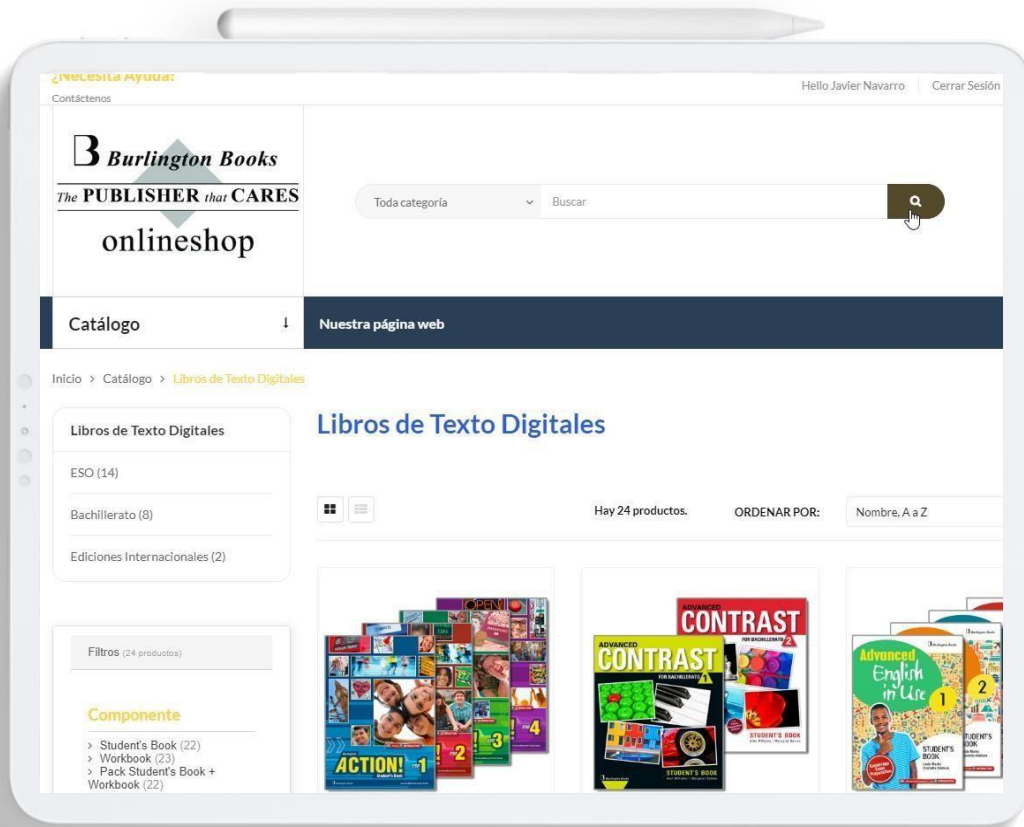 ¿Necesita Ayuda?
Contáctenos
Hello Javier Navarro
Cerrar Sesión
B Burlington Books
The PUBLISHER that CARES
onlineshop
Toda categoría
Buscar
Catálogo
Nuestra página web
Inicio > Catálogo > Libros de Texto Digitales
Libros de Texto Digitales
ESO (14)
Bachillerato (8)
Ediciones Internacionales (2)
Libros de Texto Digitales
Hay 24 productos.
ORDENAR POR:
Nombre, A a Z
Filtros (24 productos)
Componente
> Student's Book (22)
> Workbook (23)
> Pack Student's Book +
Workbook (22)
OPEN
ACTION! 1
Student's Book
2
3
4
ADVANCED
CONTRAST
FOR BACHILLERATO 2
STUDENT'S BOOK
ADVANCED
CONTRAST
FOR BACHILLERATO 1
STUDENT'S BOOK
Advanced
English
in Use 1
STUDENT'S
BOOK
2
STUDENT'S
BOOK